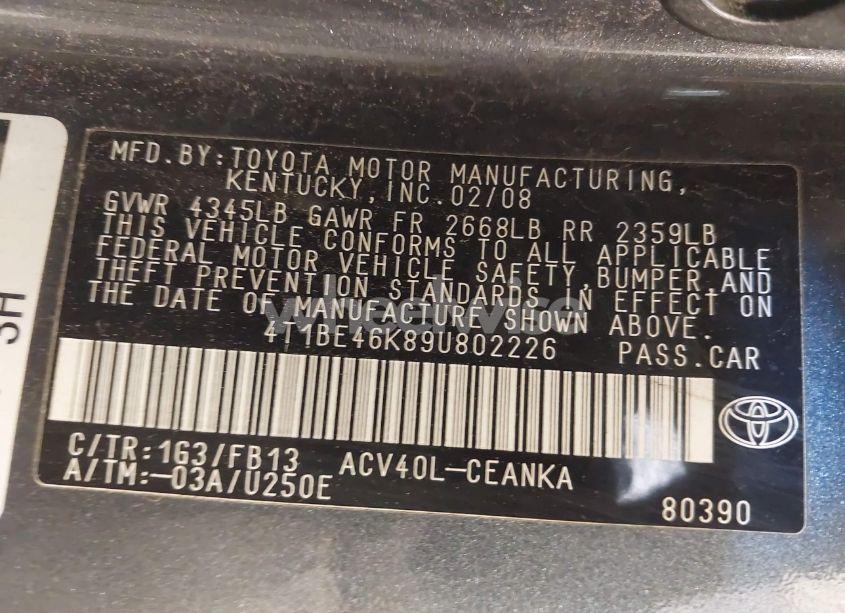 MFD.BY:TOYOTA MOTOR MANUFACTURING,
KENTUCKY,INC.02/08
GVWR 4345LB GAWR FR 2668LB RR 2359LB
THIS VEHICLE CONFORMS TO ALL APPLICABLE
FEDERAL MOTOR VEHICLE SAFETY,BUMPER,AND
THEFT PREVENTION STANDARDS IN EFFECT ON
THE DATE OF MANUFACTURE SHOWN ABOVE.
4T1BE46K89U802226 PASS.CAR
C/TR:1G3/FB13 ACV40L-CEANKA
A/TM:-03A/U250E
80390
SH